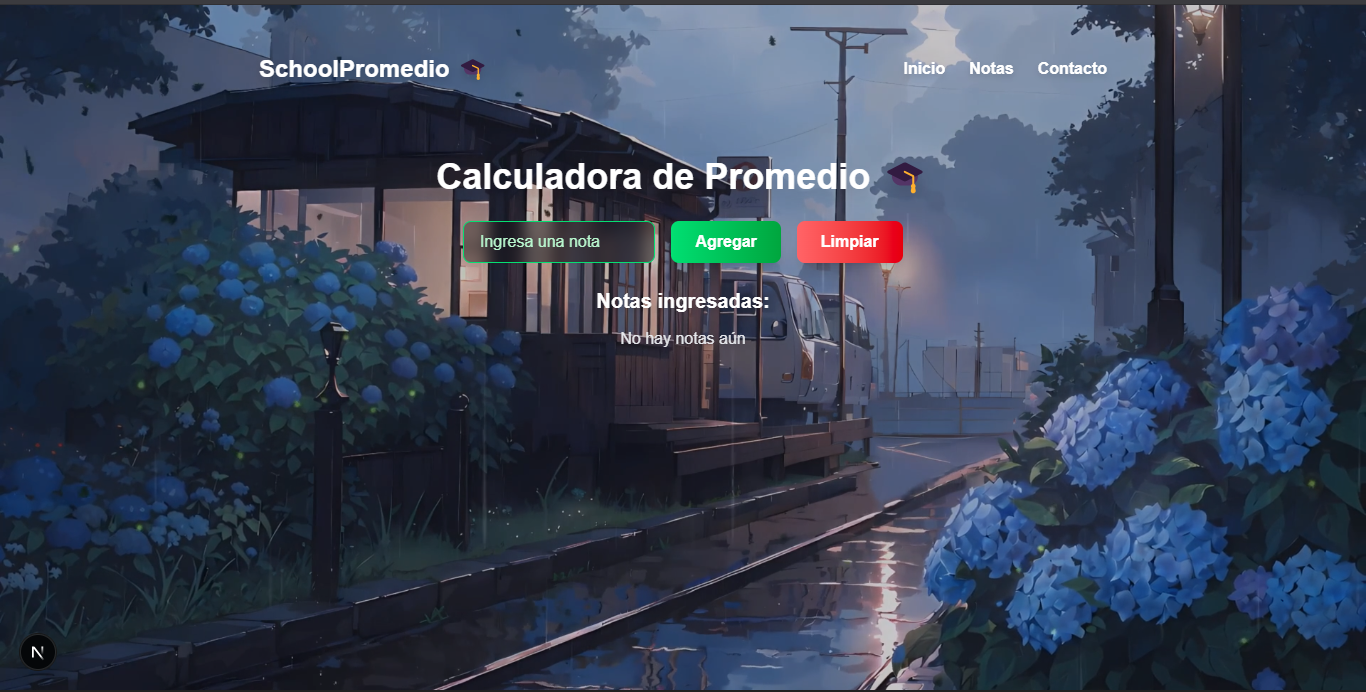 SchoolPromedio 🎓
Inicio Notas Contacto
Calculadora de Promedio 🎓
Ingresa una nota
Agregar
Limpiar
Notas ingresadas:
No hay notas aún
N